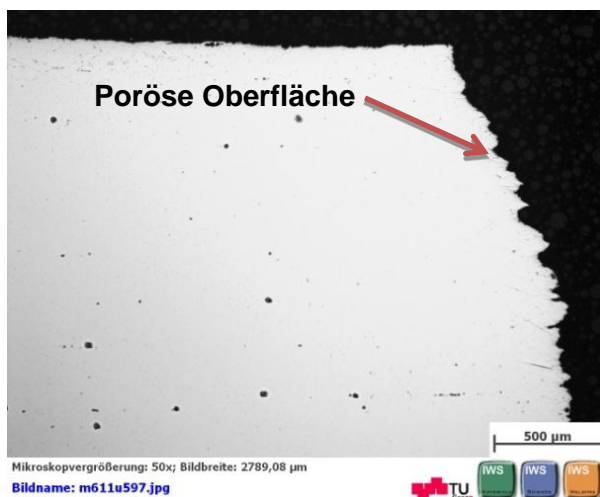 Poröse Oberfläche
500 µm
Mikroskopvergrößerung: 50x; Bildbreite: 2789,08 µm
Bildname: m611u597.jpg
TU
IWS
IWS
IWS